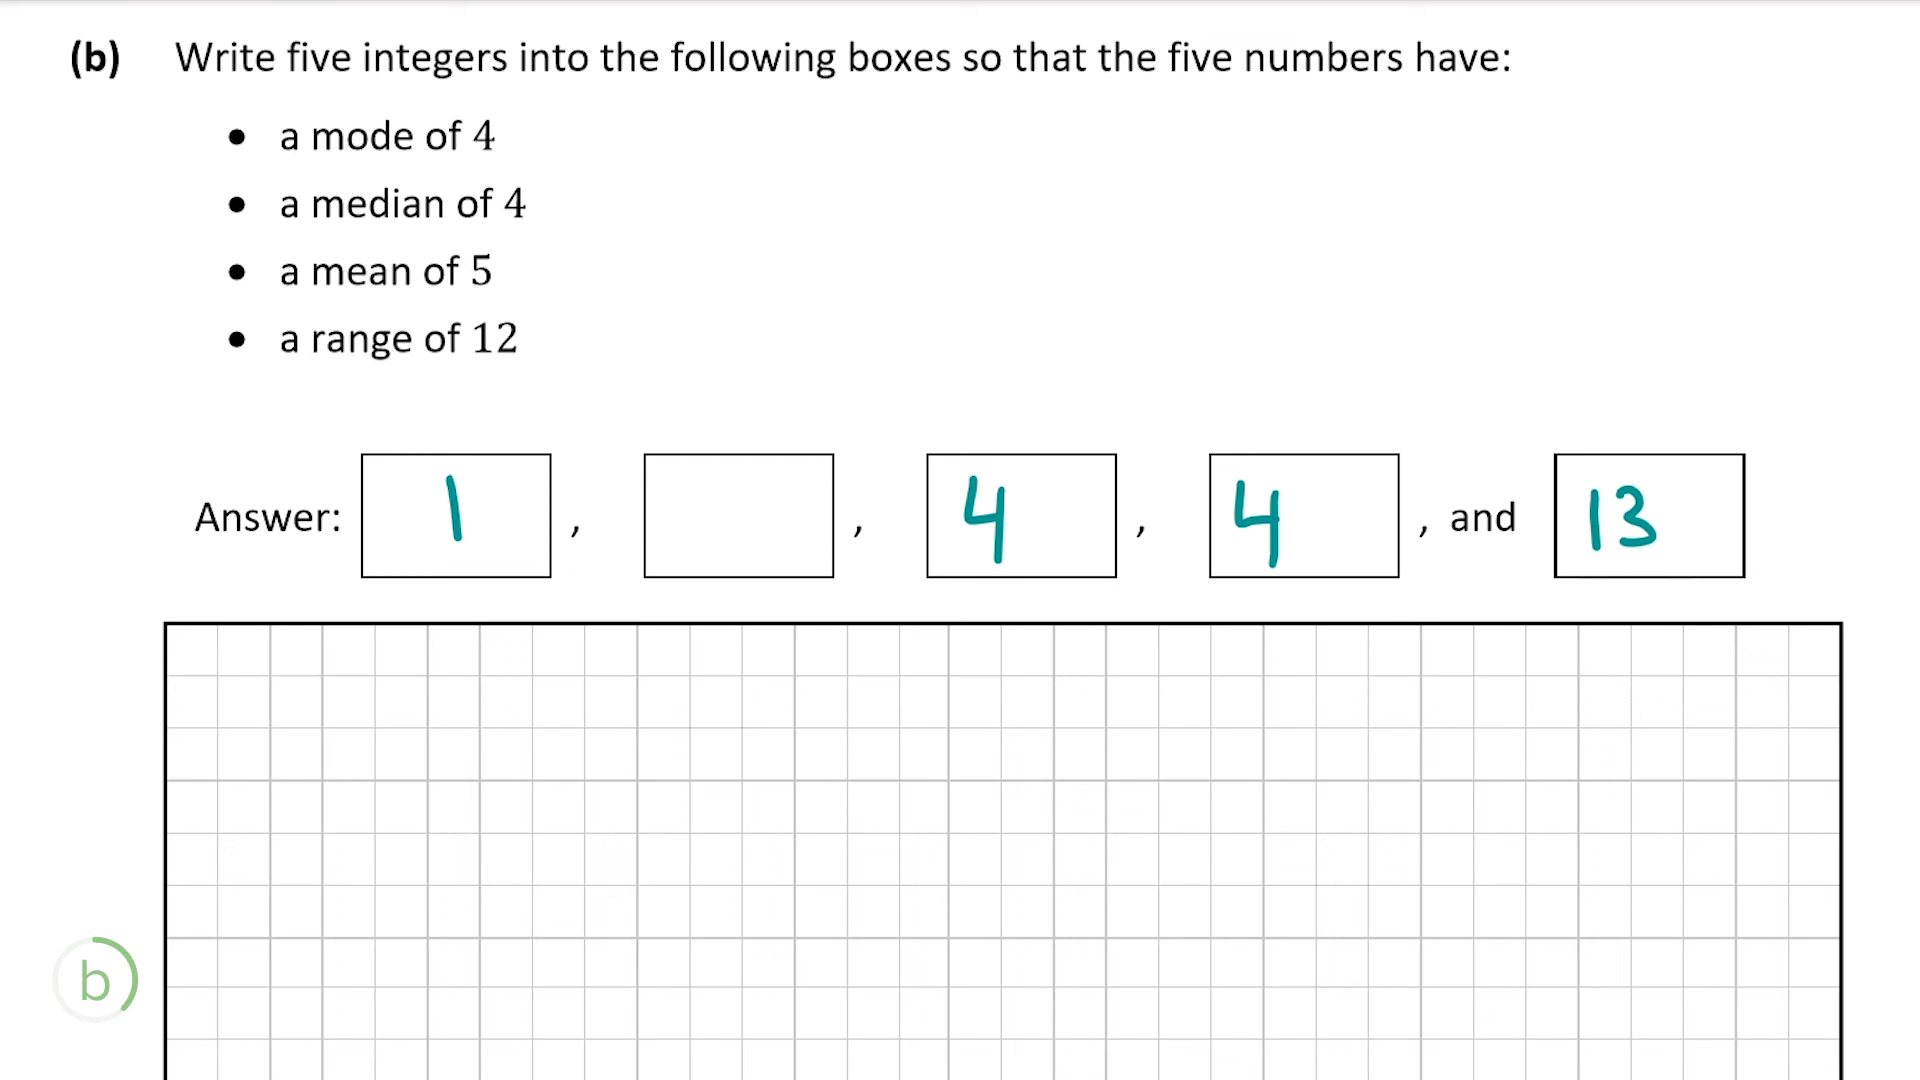 (b) Write five integers into the following boxes so that the five numbers have:
• a mode of 4
• a median of 4
• a mean of 5
• a range of 12
Answer: 1 , , 4 , 4 , and 13
b